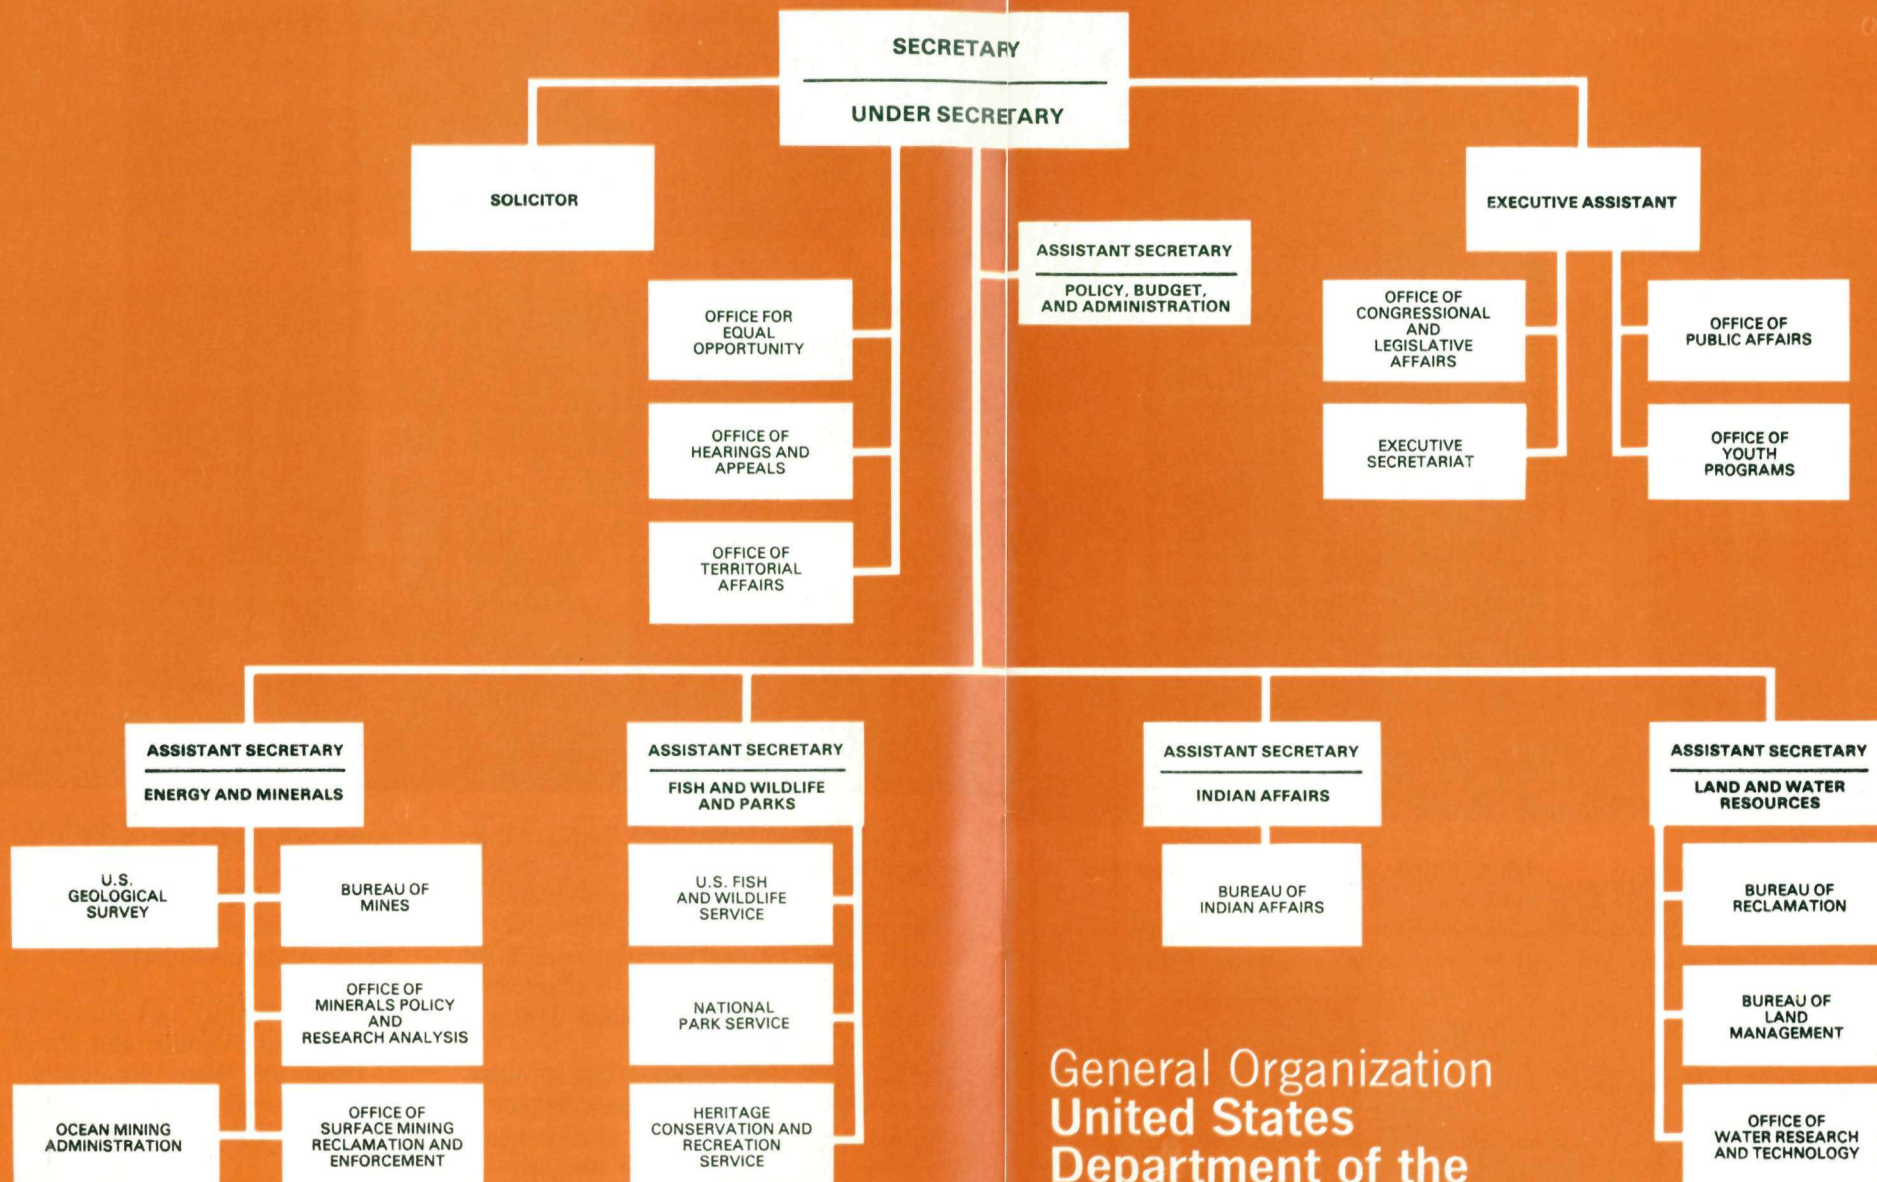 SECRETARY
UNDER SECRETARY
SOLICITOR
EXECUTIVE ASSISTANT
ASSISTANT SECRETARY
POLICY, BUDGET,
AND ADMINISTRATION
OFFICE FOR
EQUAL
OPPORTUNITY
OFFICE OF
HEARINGS AND
APPEALS
OFFICE OF
TERRITORIAL
AFFAIRS
OFFICE OF
CONGRESSIONAL
AND
LEGISLATIVE
AFFAIRS
OFFICE OF
PUBLIC AFFAIRS
EXECUTIVE
SECRETARIAT
OFFICE OF
YOUTH
PROGRAMS
ASSISTANT SECRETARY
ENERGY AND MINERALS
U.S.
GEOLOGICAL
SURVEY
BUREAU OF
MINES
OFFICE OF
MINERALS POLICY
AND
RESEARCH ANALYSIS
OCEAN MINING
ADMINISTRATION
OFFICE OF
SURFACE MINING
RECLAMATION AND
ENFORCEMENT
ASSISTANT SECRETARY
FISH AND WILDLIFE
AND PARKS
U.S. FISH
AND WILDLIFE
SERVICE
NATIONAL
PARK SERVICE
HERITAGE
CONSERVATION AND
RECREATION
SERVICE
ASSISTANT SECRETARY
INDIAN AFFAIRS
BUREAU OF
INDIAN AFFAIRS
ASSISTANT SECRETARY
LAND AND WATER
RESOURCES
BUREAU OF
RECLAMATION
BUREAU OF
LAND
MANAGEMENT
OFFICE OF
WATER RESEARCH
AND TECHNOLOGY
General Organization
United States
Department of the